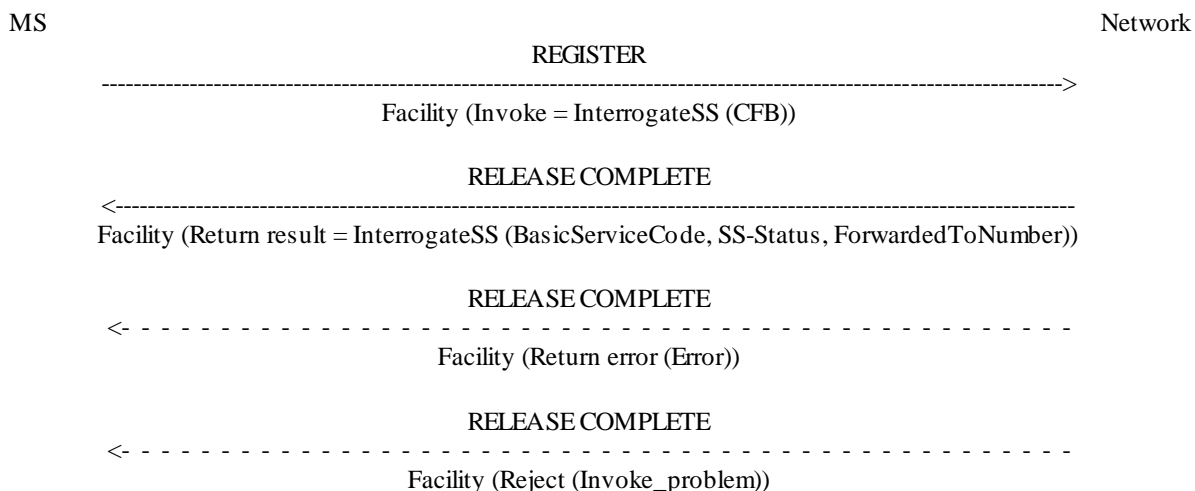 MS Network
REGISTER
------------------------------------------------------------------------------------------------------------------------>
Facility (Invoke = InterrogateSS (CFB))
RELEASE COMPLETE
<------------------------------------------------------------------------------------------------------------------------
Facility (Return result = InterrogateSS (BasicServiceCode, SS-Status, ForwardedToNumber))
RELEASE COMPLETE
<- - - - - - - - - - - - - - - - - - - - - - - - - - - - - - - - - - - - - - - - - - - - - - - -
Facility (Return error (Error))
RELEASE COMPLETE
<- - - - - - - - - - - - - - - - - - - - - - - - - - - - - - - - - - - - - - - - - - - - - - - -
Facility (Reject (Invoke_problem))